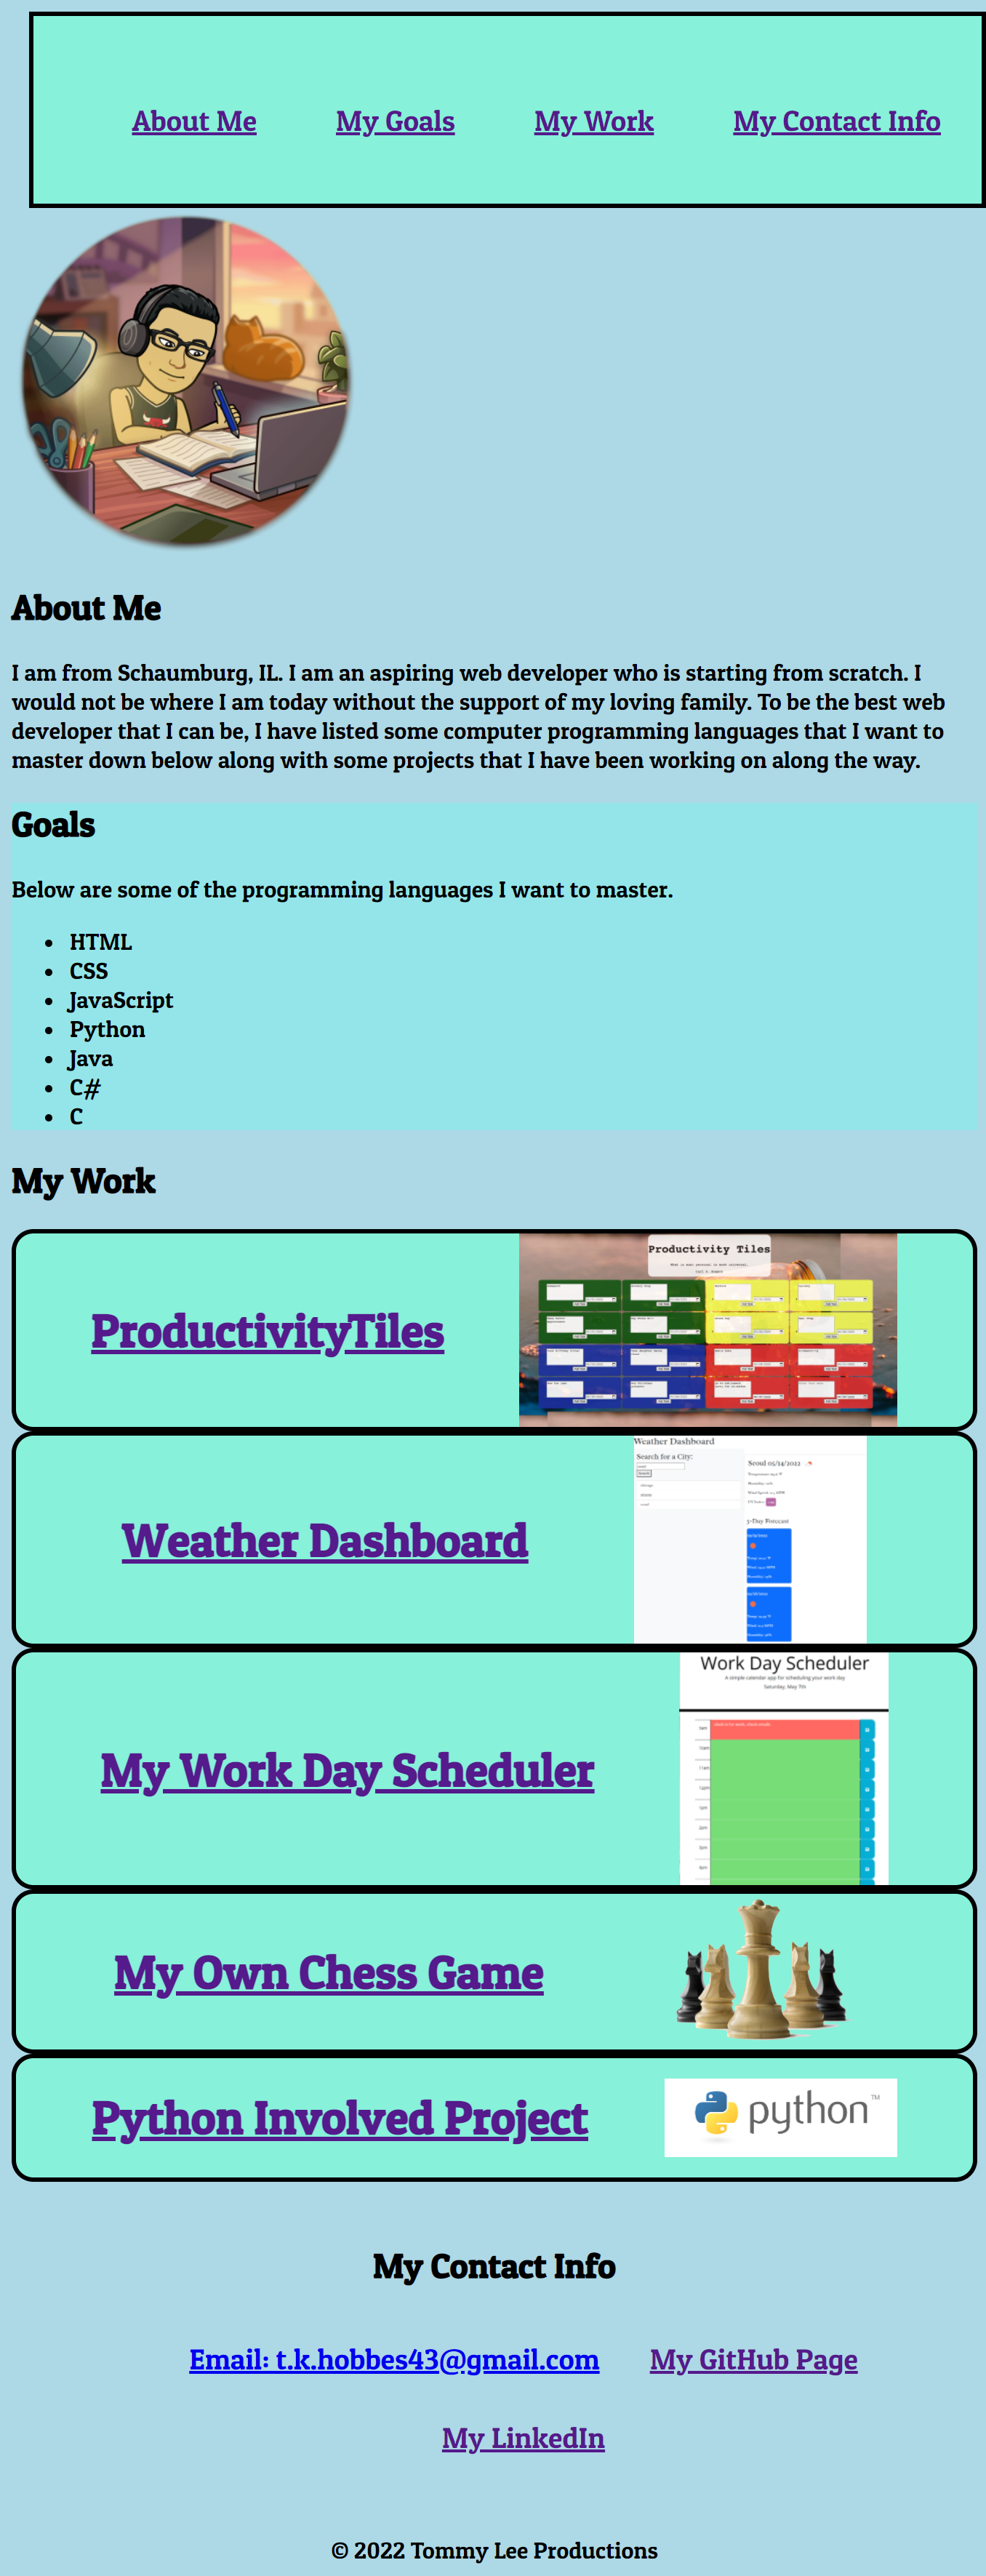 About Me
My Goals
My Work
My Contact Info
About Me
I am from Schaumburg, IL. I am an aspiring web developer who is starting from scratch. I
would not be where I am today without the support of my loving family. To be the best web
developer that I can be, I have listed some computer programming languages that I want to
master down below along with some projects that I have been working on along the way.
Goals
Below are some of the programming languages I want to master.
HTML
CSS
JavaScript
Python
Java
C#
C
My Work
ProductivityTiles
Productivity Tiles
Weather Dashboard
Weather Dashboard
Search for a City:
Seoul 05/14/2022
5-Day Forecast
My Work Day Scheduler
Work Day Scheduler
A simple calendar app for scheduling your work day
Saturday, May 7th
My Own Chess Game
Python Involved Project
python™
My Contact Info
Email: t.k.hobbes43@gmail.com
My GitHub Page
My LinkedIn
© 2022 Tommy Lee Productions